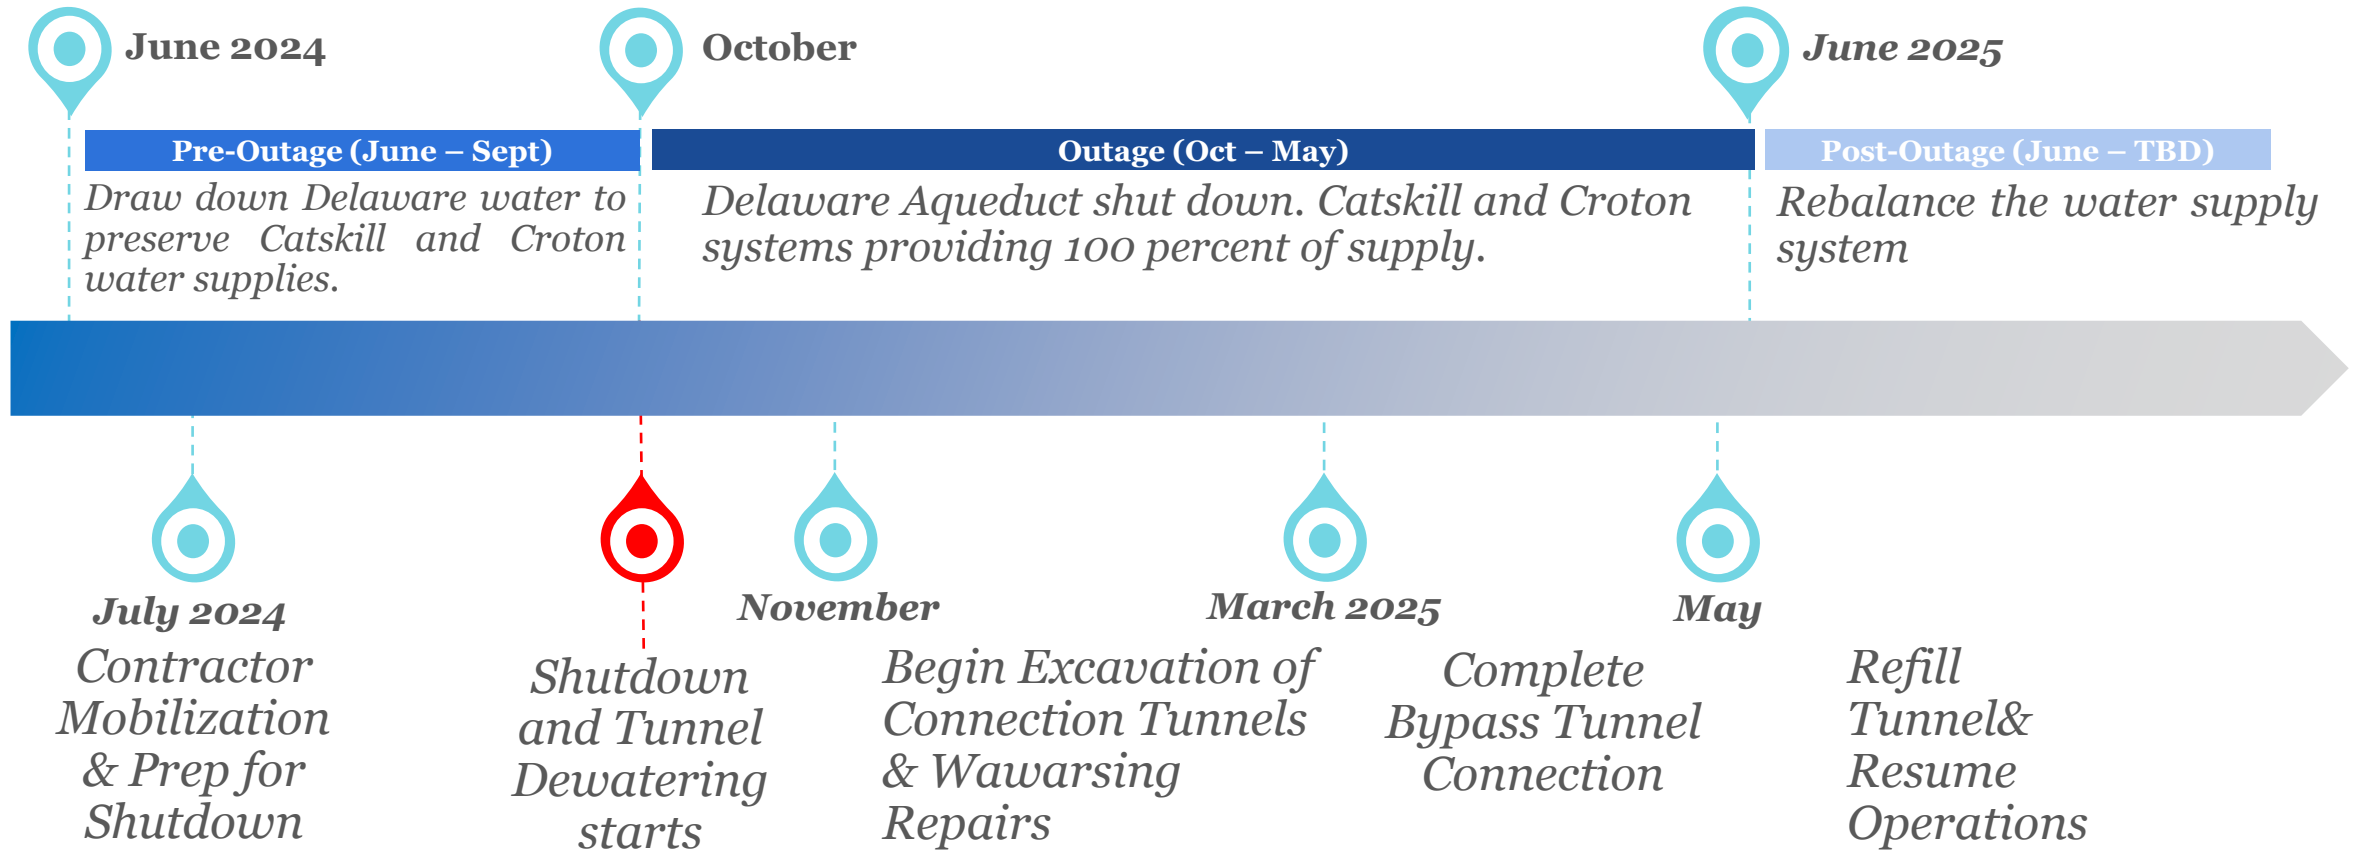 June 2024
October
June 2025
Pre-Outage (June – Sept)
Outage (Oct – May)
Post-Outage (June – TBD)
Draw down Delaware water to
preserve Catskill and Croton
water supplies.
Delaware Aqueduct shut down. Catskill and Croton
systems providing 100 percent of supply.
Rebalance the water supply
system
July 2024
Contractor
Mobilization
& Prep for
Shutdown
Shutdown
and Tunnel
Dewatering
starts
November
Begin Excavation of
Connection Tunnels
& Wawarsing
Repairs
March 2025
Complete
Bypass Tunnel
Connection
May
Refill
Tunnel&
Resume
Operations